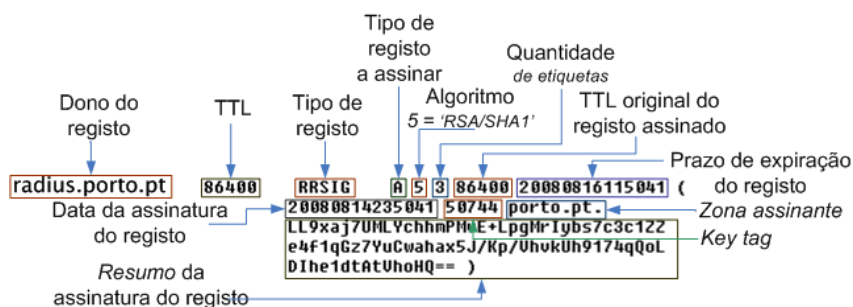 Tipo de
registo
a assinar
Quantidade
de etiquetas
Dono do
registo
TTL
Tipo de
registo
Algoritmo
5 = 'RSA/SHA1'
TTL original do
registo assinado
Prazo de expiração
do registo
radius.porto.pt 86400 RRSIG A 5 3 86400 20080816115041 (
Data da assinatura
do registo
20080814235041 50744 porto.pt.
Zona assinante
Key tag
e4f1qGz7YuCwahax5J/Kp/VhvkUh9174qQoL
DIhe1dtAtVhoHQ== )
Resumo da
assinatura do registo